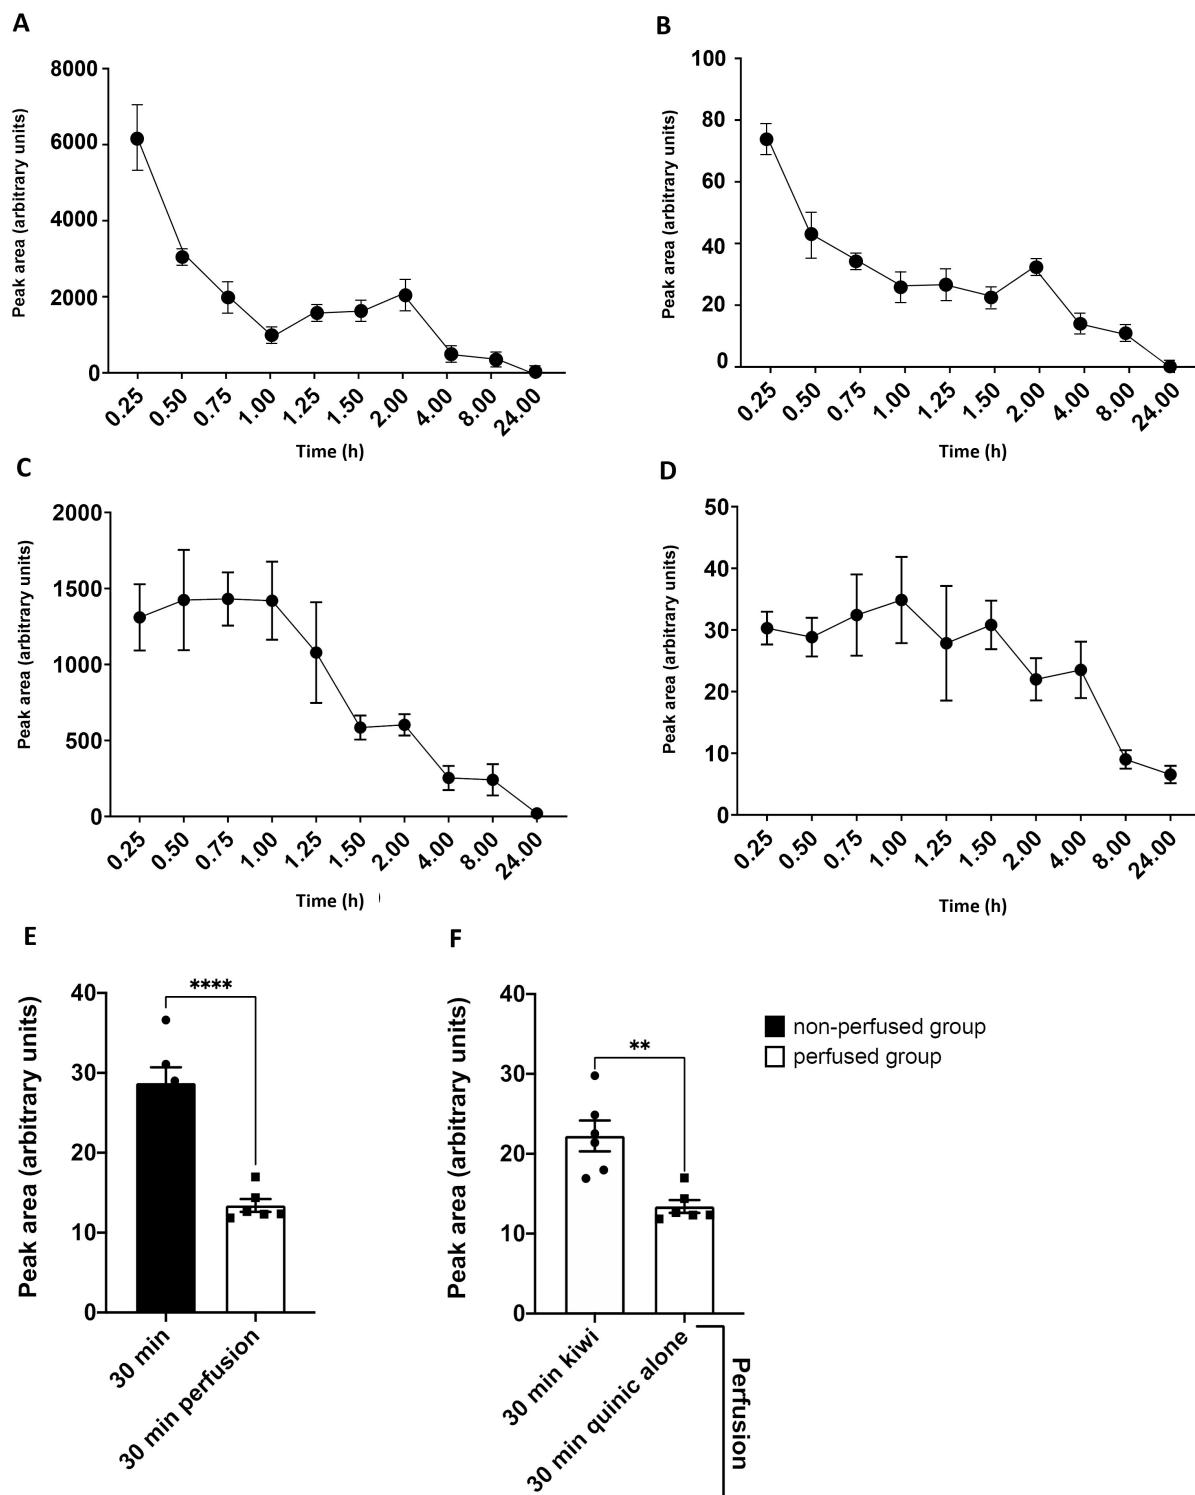 A
Peak area (arbitrary units)
8000
6000
4000
2000
0
0.25 0.50 0.75 1.00 1.25 1.50 2.00 4.00 8.00 24.00
Time (h)
B
Peak area (arbitrary units)
100
80
60
40
20
0
0.25 0.50 0.75 1.00 1.25 1.50 2.00 4.00 8.00 24.00
Time (h)
C
Peak area (arbitrary units)
2000
1500
1000
500
0
0.25 0.50 0.75 1.00 1.25 1.50 2.00 4.00 8.00 24.00
Time (h)
D
Peak area (arbitrary units)
50
40
30
20
10
0
0.25 0.50 0.75 1.00 1.25 1.50 2.00 4.00 8.00 24.00
Time (h)
E
Peak area (arbitrary units)
40
30
20
10
0
****
30 min
30 min perfusion
F
Peak area (arbitrary units)
40
30
20
10
0
**
30 min kiwi
30 min quinic alone
Perfusion
non-perfused group
perfused group